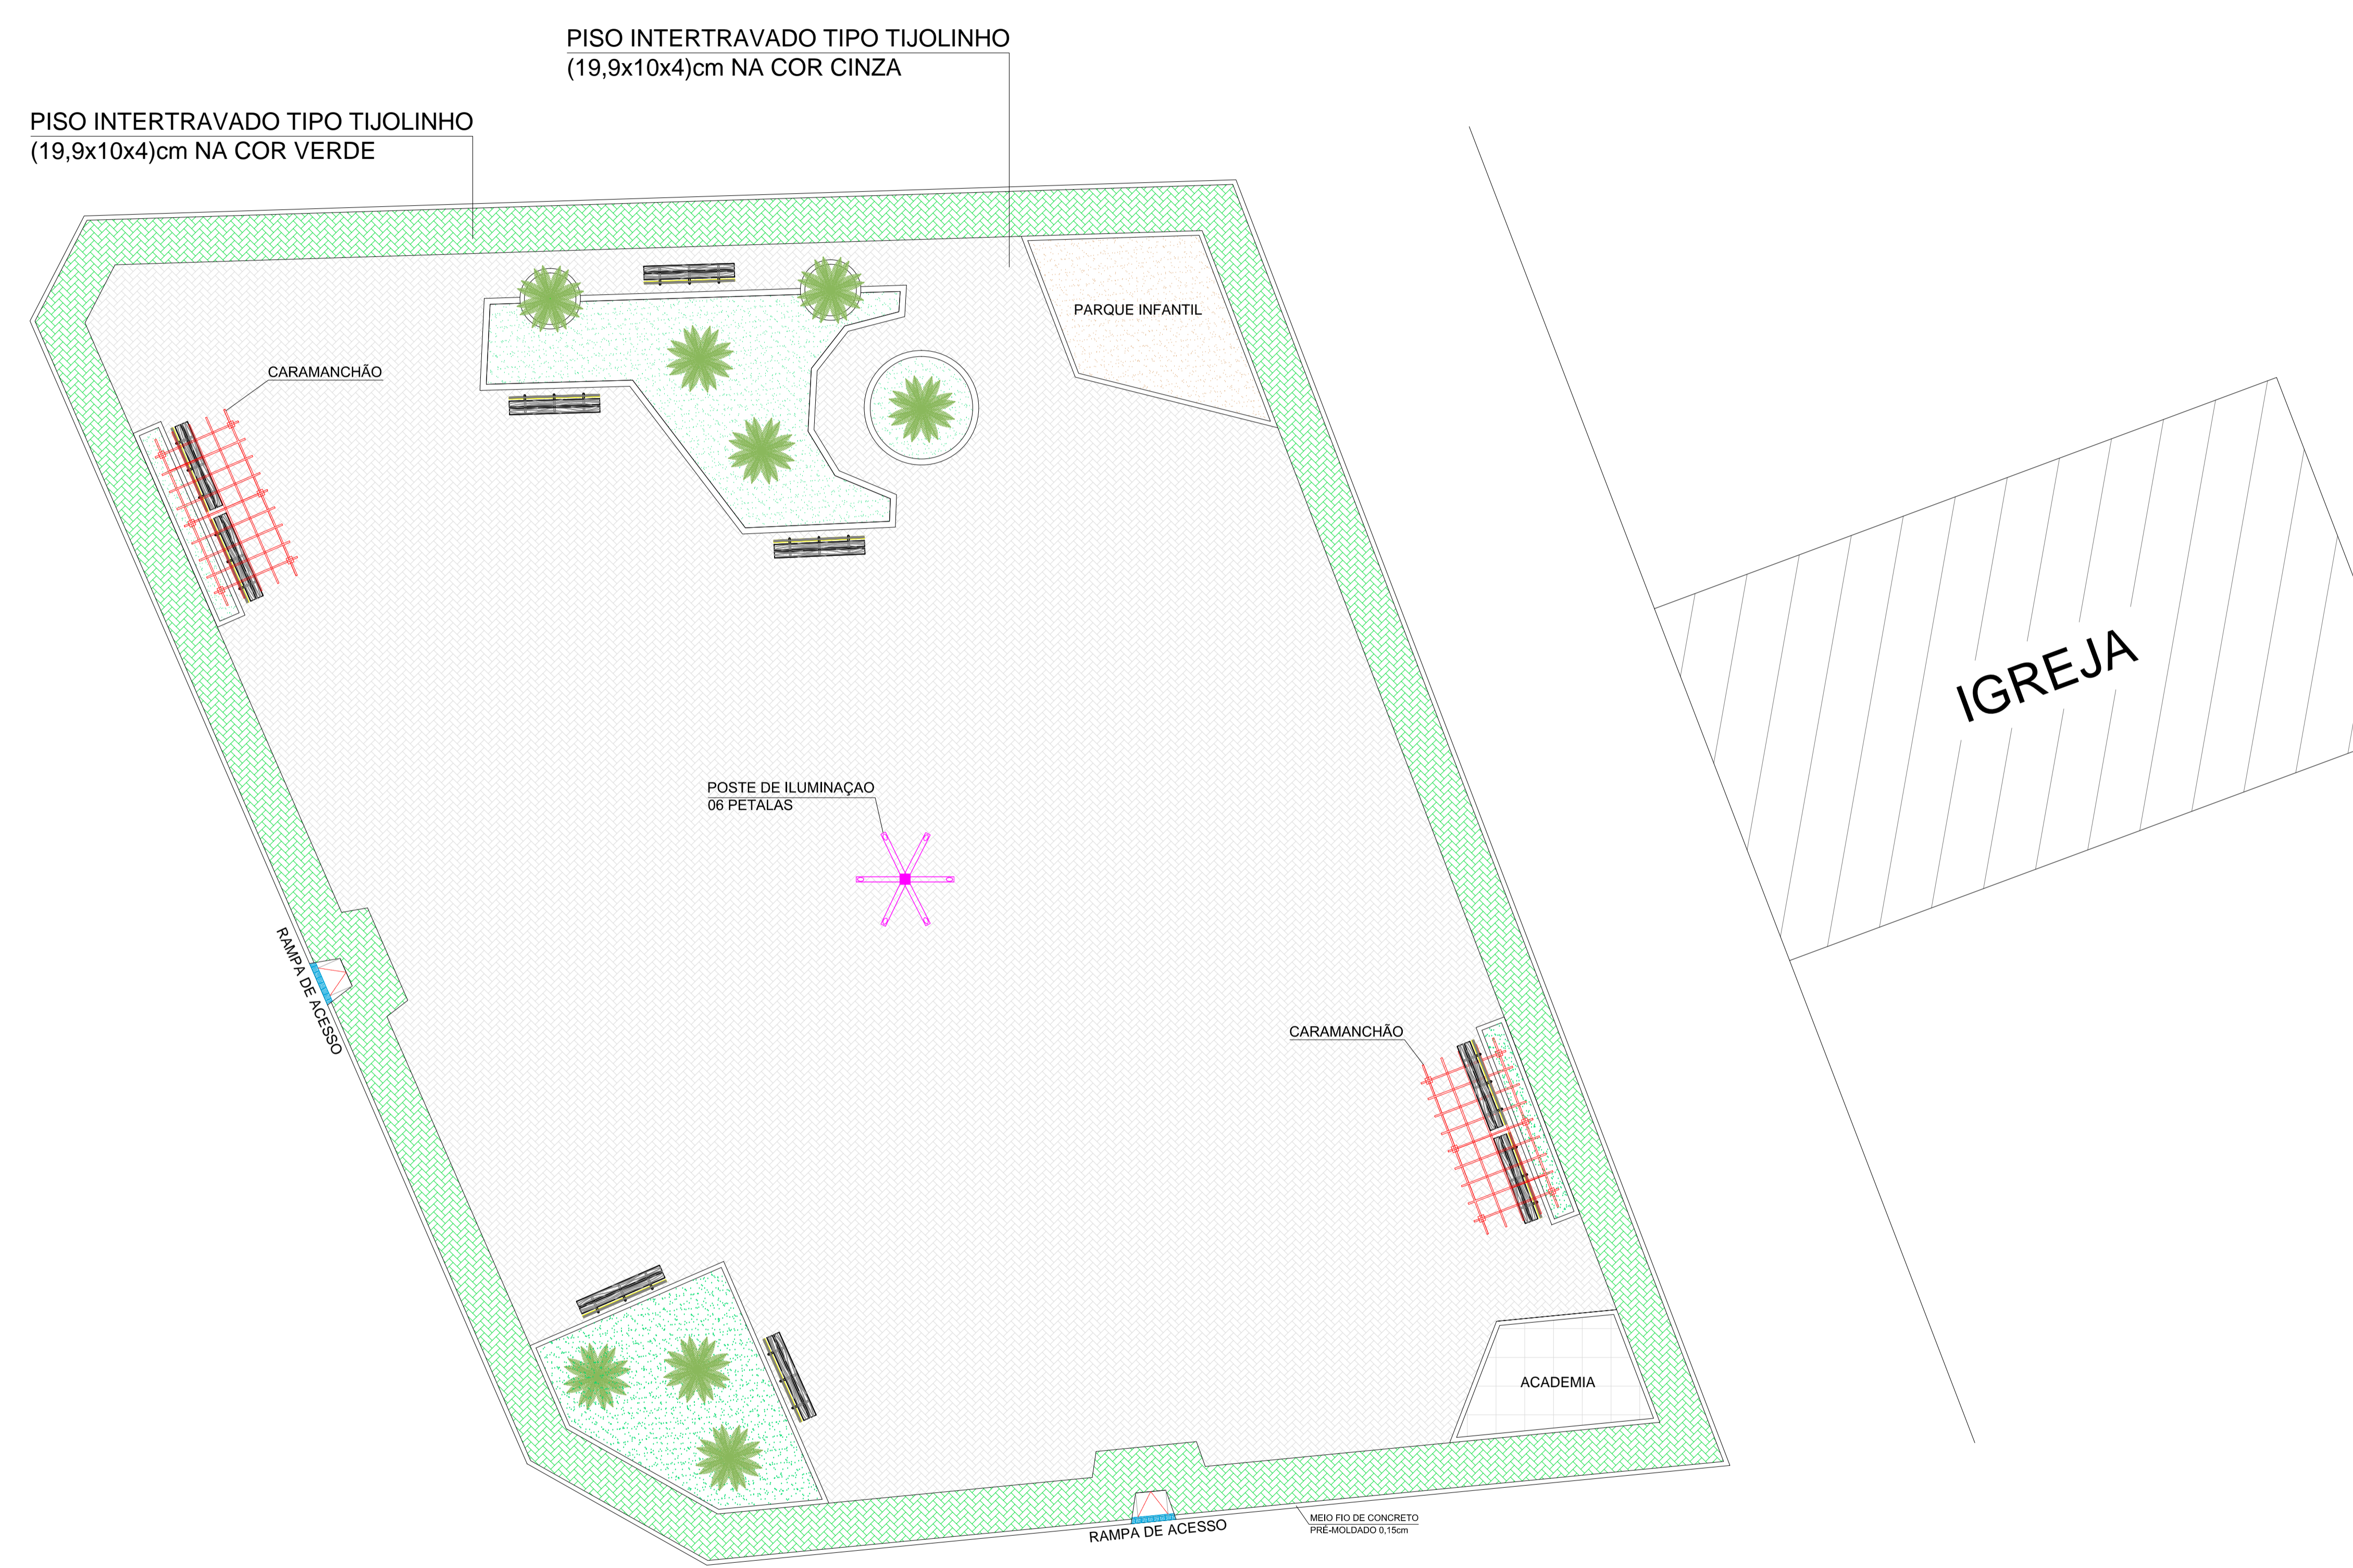 PISO INTERTRAVADO TIPO TIJOLINHO
(19,9x10x4)cm NA COR CINZA
PISO INTERTRAVADO TIPO TIJOLINHO
(19,9x10x4)cm NA COR VERDE
PARQUE INFANTIL
CARAMANCHÃO
IGREJA
POSTE DE ILUMINAÇAO
06 PETALAS
RAMPA DE ACESSO
CARAMANCHÃO
ACADEMIA
RAMPA DE ACESSO
MEIO FIO DE CONCRETO
PRÉ-MOLDADO 0,15cm